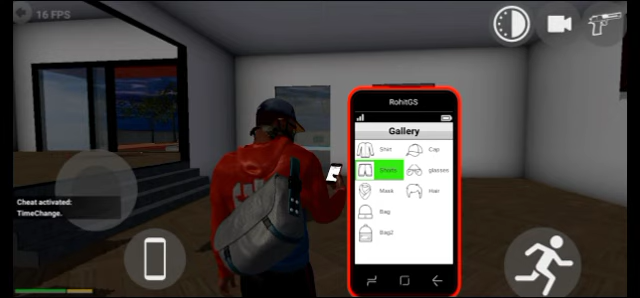 16 FPS
RohitGS
Gallery
Shirt Cap
Shorts glasses
Mask Hair
Bag
Bag2
Cheat activated:
TimeChange.